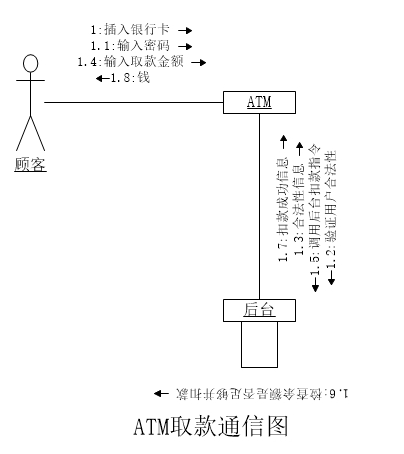 1:插入银行卡
1.1:输入密码
1.4:输入取款金额
1.8:钱
ATM
顾客
1.7:扣款成功信息
1.3:合法性信息
1.5:调用后台扣款指令
1.2:验证用户合法性
后台
1.6:检查余额是否足够并扣款
ATM取款通信图